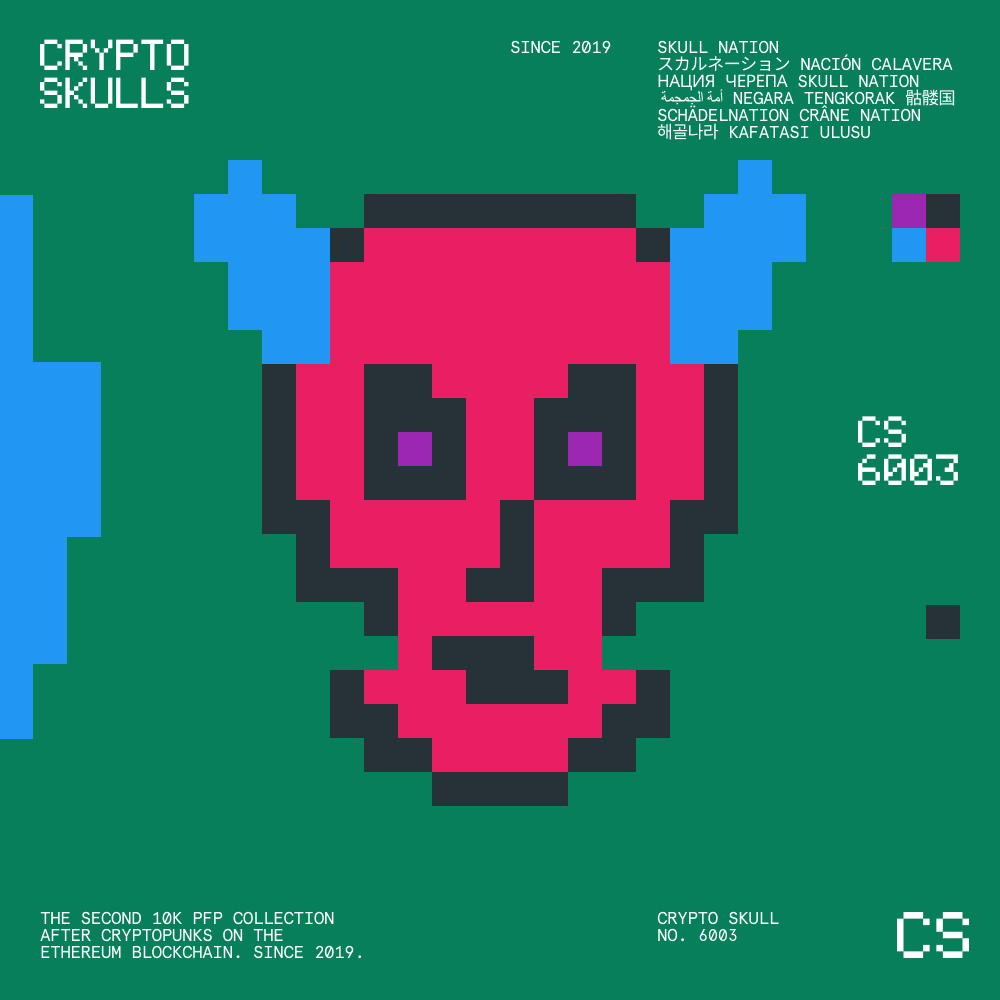 CRYPTO
SKULLS
SINCE 2019
SKULL NATION
スカルネーション NACIÓN CALAVERA
НАЦИЯ ЧЕРЕПА SKULL NATION
أمة الجمجمة NEGARA TENGKORAK 骷髅国
SCHÄDELNATION CRÂNE NATION
해골나라 KAFATASI ULUSU
CS
6003
THE SECOND 10K PFP COLLECTION
AFTER CRYPTOPUNKS ON THE
ETHEREUM BLOCKCHAIN. SINCE 2019.
CRYPTO SKULL
NO. 6003
CS